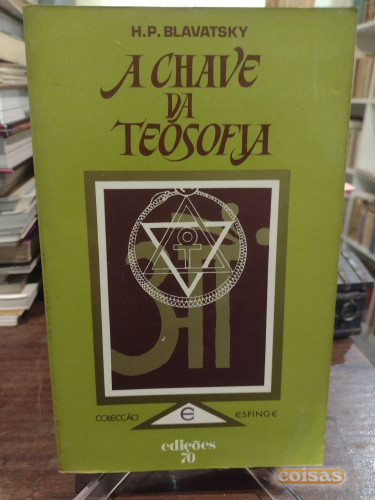 H.P. BLAVATSKY
A CHAVE
DA
TEOSOFIA
COLECÇÃO E ESFINGE
edições
70
coisas